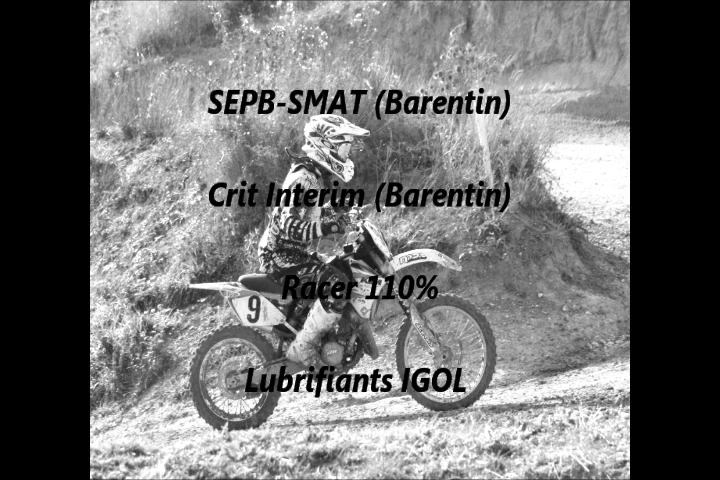 SEPB-SMAT (Barentin)
Crit Interim (Barentin)
Racer 110%
Lubrifiants IGOL
9